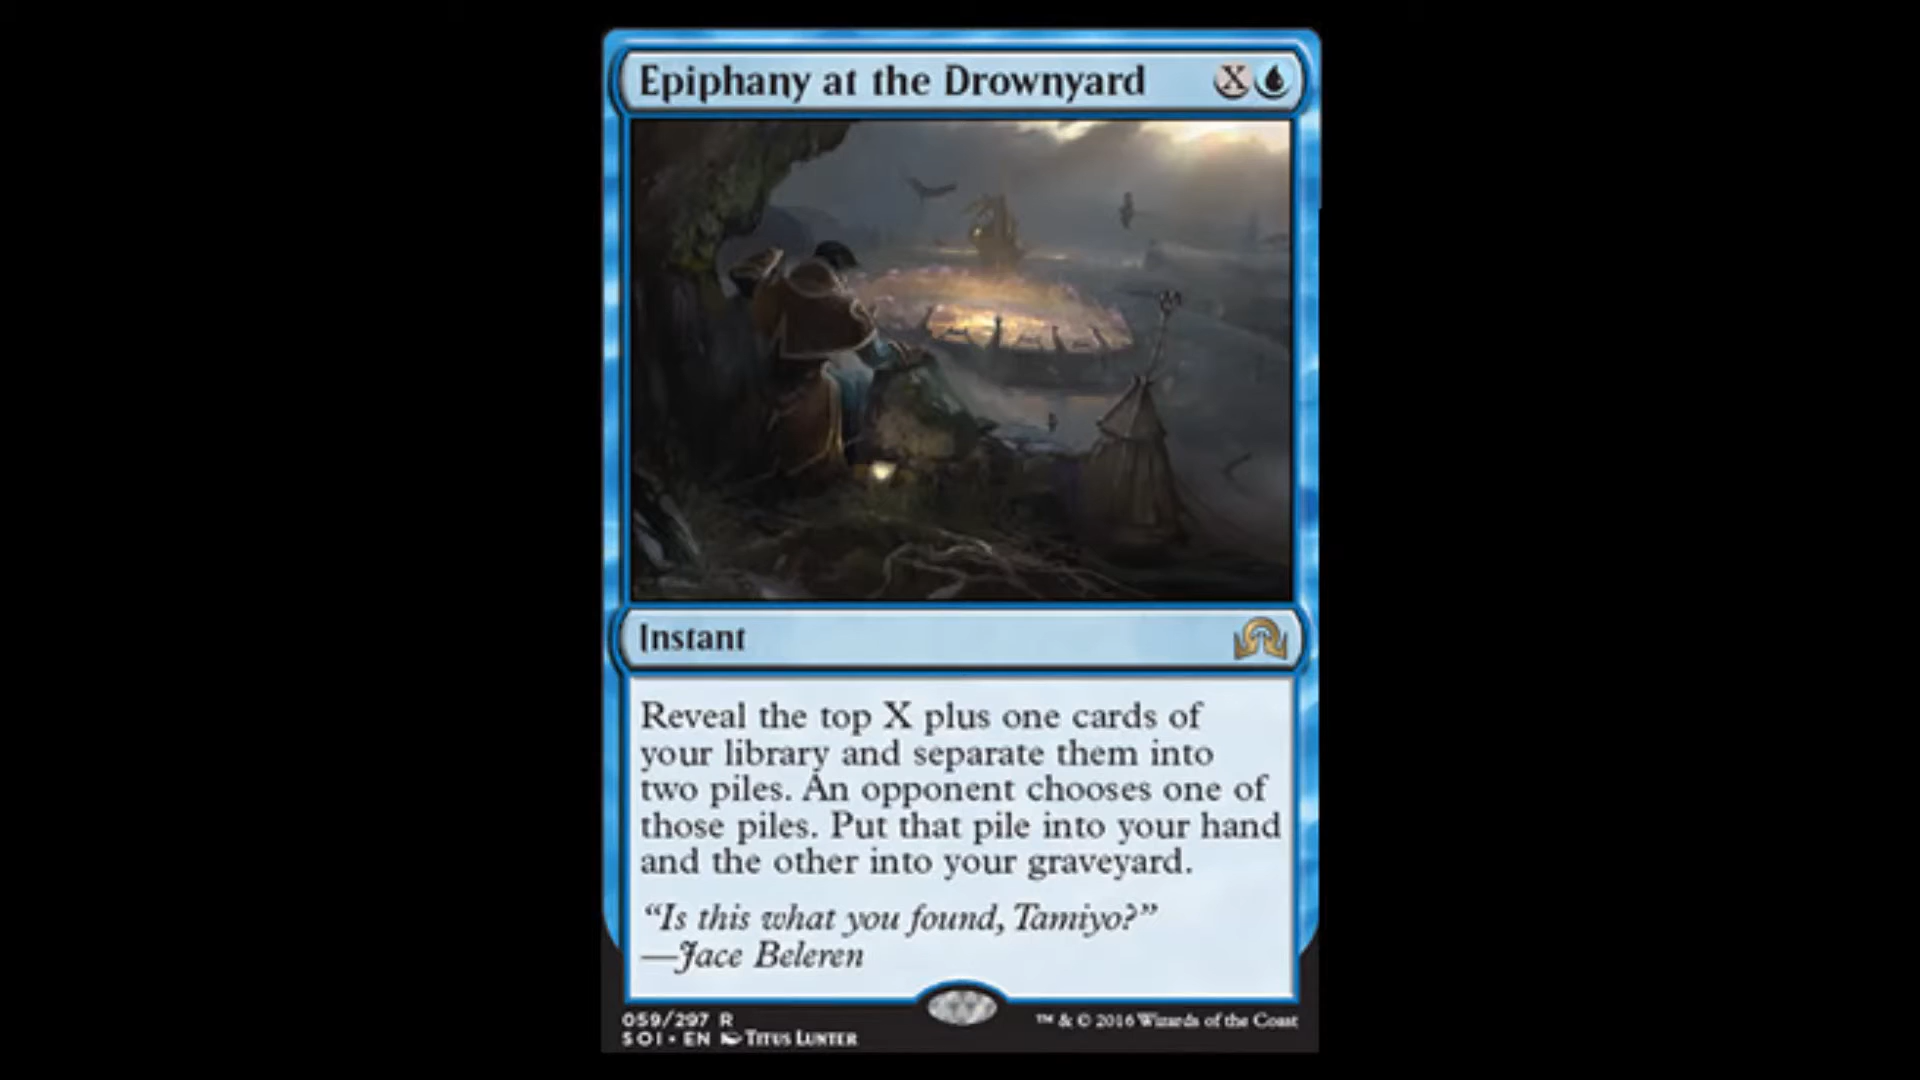 Epiphany at the Drownyard X
Instant
Reveal the top X plus one cards of
your library and separate them into
two piles. An opponent chooses one of
those piles. Put that pile into your hand
and the other into your graveyard.
“Is this what you found, Tamiyo?”
—Jace Beleren
059/297 R
SOI • EN TITUS LUNTER
™ & © 2016 Wizards of the Coast